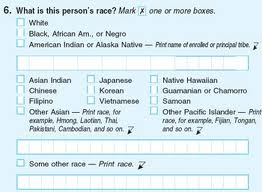 6. What is this person's race? Mark ☒ one or more boxes.
White
Black, African Am., or Negro
American Indian or Alaska Native — Print name of enrolled or principal tribe.
Asian Indian Japanese Native Hawaiian
Chinese Korean Guamanian or Chamorro
Filipino Vietnamese Samoan
Other Asian — Print race, for Other Pacific Islander — Print
example, Hmong, Laotian, Thai, race, for example, Fijian, Tongan,
Pakistani, Cambodian, and so on. and so on.
Some other race — Print race.